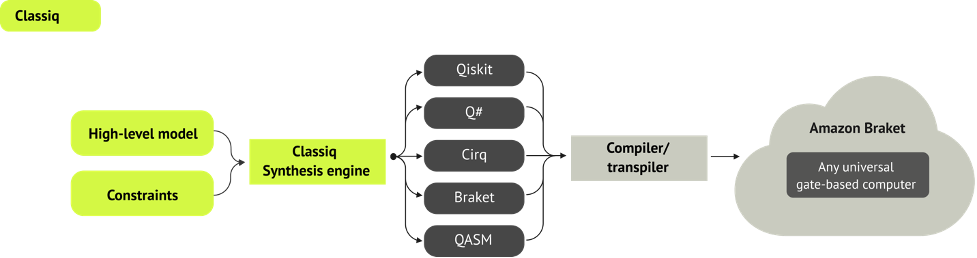 Classiq
High-level model
Constraints
Classiq
Synthesis engine
Qiskit
Q#
Cirq
Braket
QASM
Compiler/
transpiler
Amazon Braket
Any universal
gate-based computer